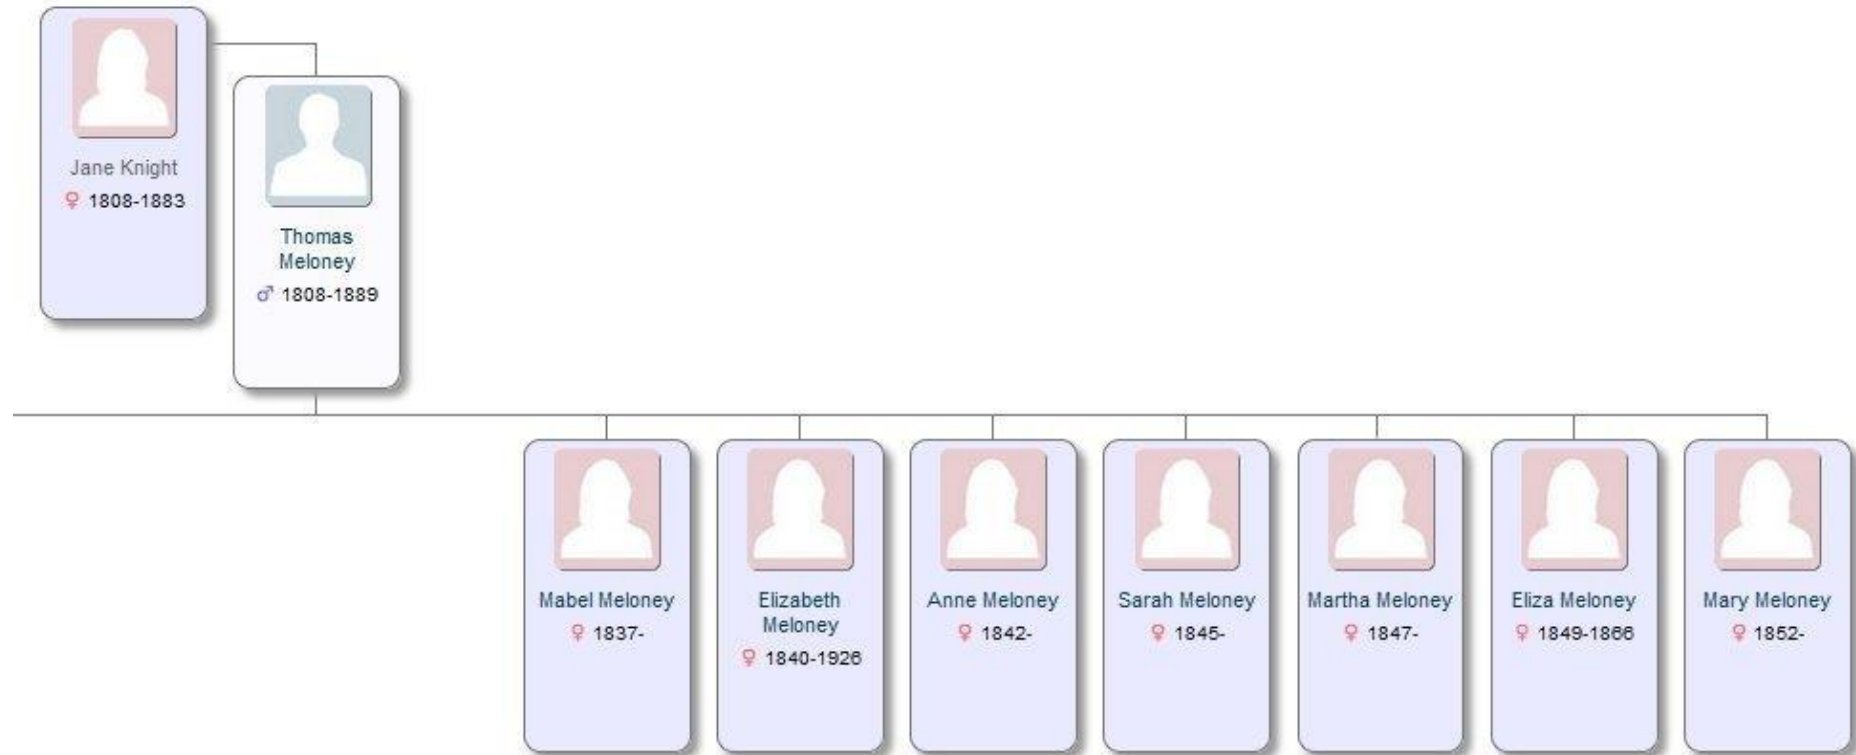 Jane Knight
♀ 1808-1883
Thomas
Meloney
♂ 1808-1889
Mabel Meloney
♀ 1837-
Elizabeth
Meloney
♀ 1840-1926
Anne Meloney
♀ 1842-
Sarah Meloney
♀ 1845-
Martha Meloney
♀ 1847-
Eliza Meloney
♀ 1849-1866
Mary Meloney
♀ 1852-